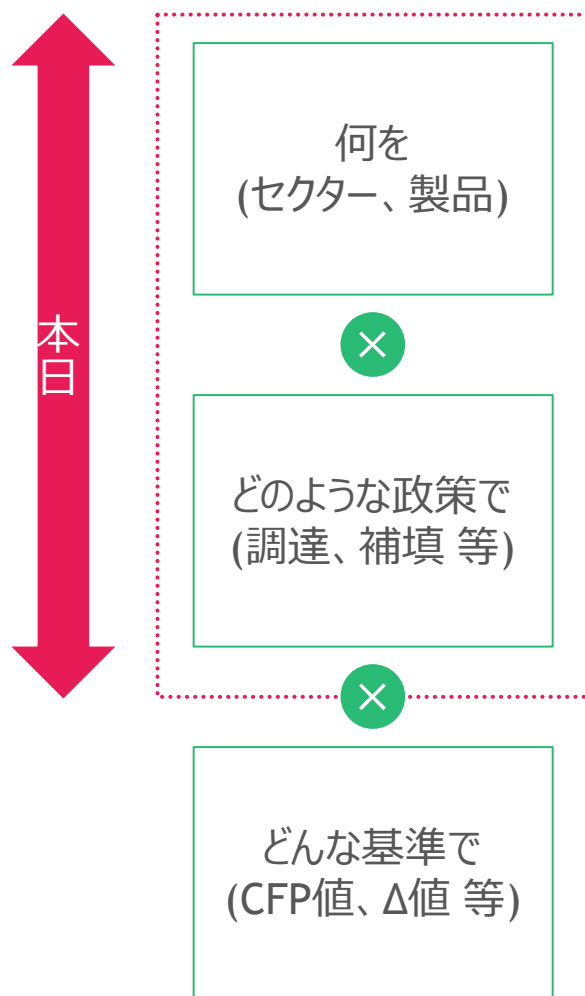 本日
何を
(セクター、製品)
×
どのような政策で
(調達、補填 等)
×
どんな基準で
(CFP値、Δ値 等)